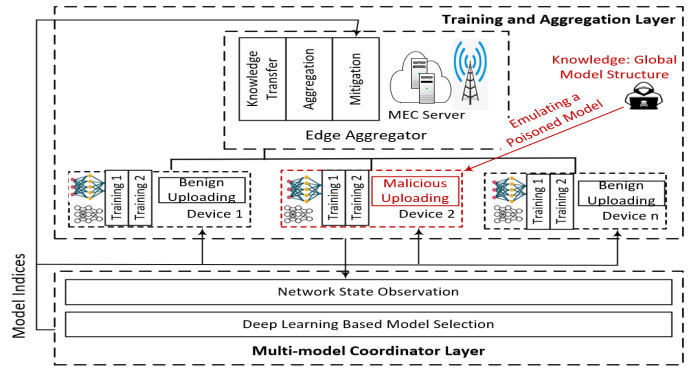 Training and Aggregation Layer
Knowledge
Transfer
Aggregation
Mitigation
MEC Server
Edge Aggregator
Knowledge: Global
Model Structure
Emulating a
Poisoned Model
Training 1
Training 2
Benign
Uploading
Device 1
Training 1
Training 2
Malicious
Uploading
Device 2
Training 1
Training 2
Benign
Uploading
Device n
Model Indices
Network State Observation
Deep Learning Based Model Selection
Multi-model Coordinator Layer